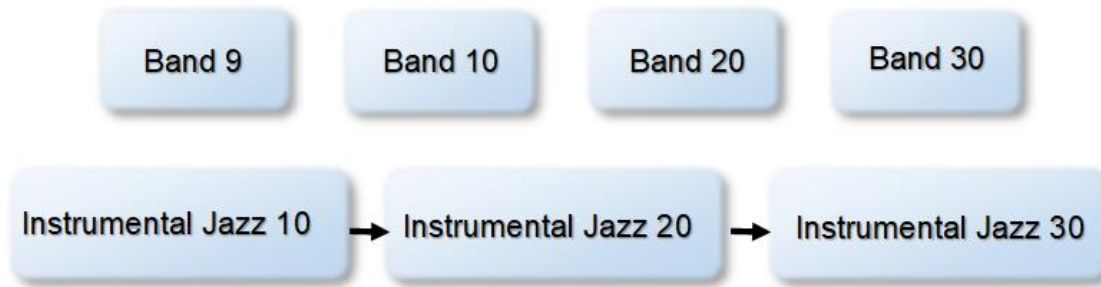 Band 9
Band 10
Band 20
Band 30
Instrumental Jazz 10
Instrumental Jazz 20
Instrumental Jazz 30